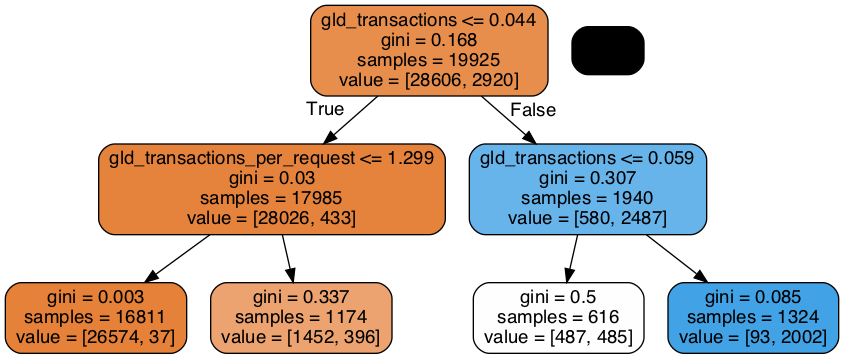 gld_transactions <= 0.044
gini = 0.168
samples = 19925
value = [28606, 2920]
True
False
gld_transactions_per_request <= 1.299
gini = 0.03
samples = 17985
value = [28026, 433]
gld_transactions <= 0.059
gini = 0.307
samples = 1940
value = [580, 2487]
gini = 0.003
samples = 16811
value = [26574, 37]
gini = 0.337
samples = 1174
value = [1452, 396]
gini = 0.5
samples = 616
value = [487, 485]
gini = 0.085
samples = 1324
value = [93, 2002]